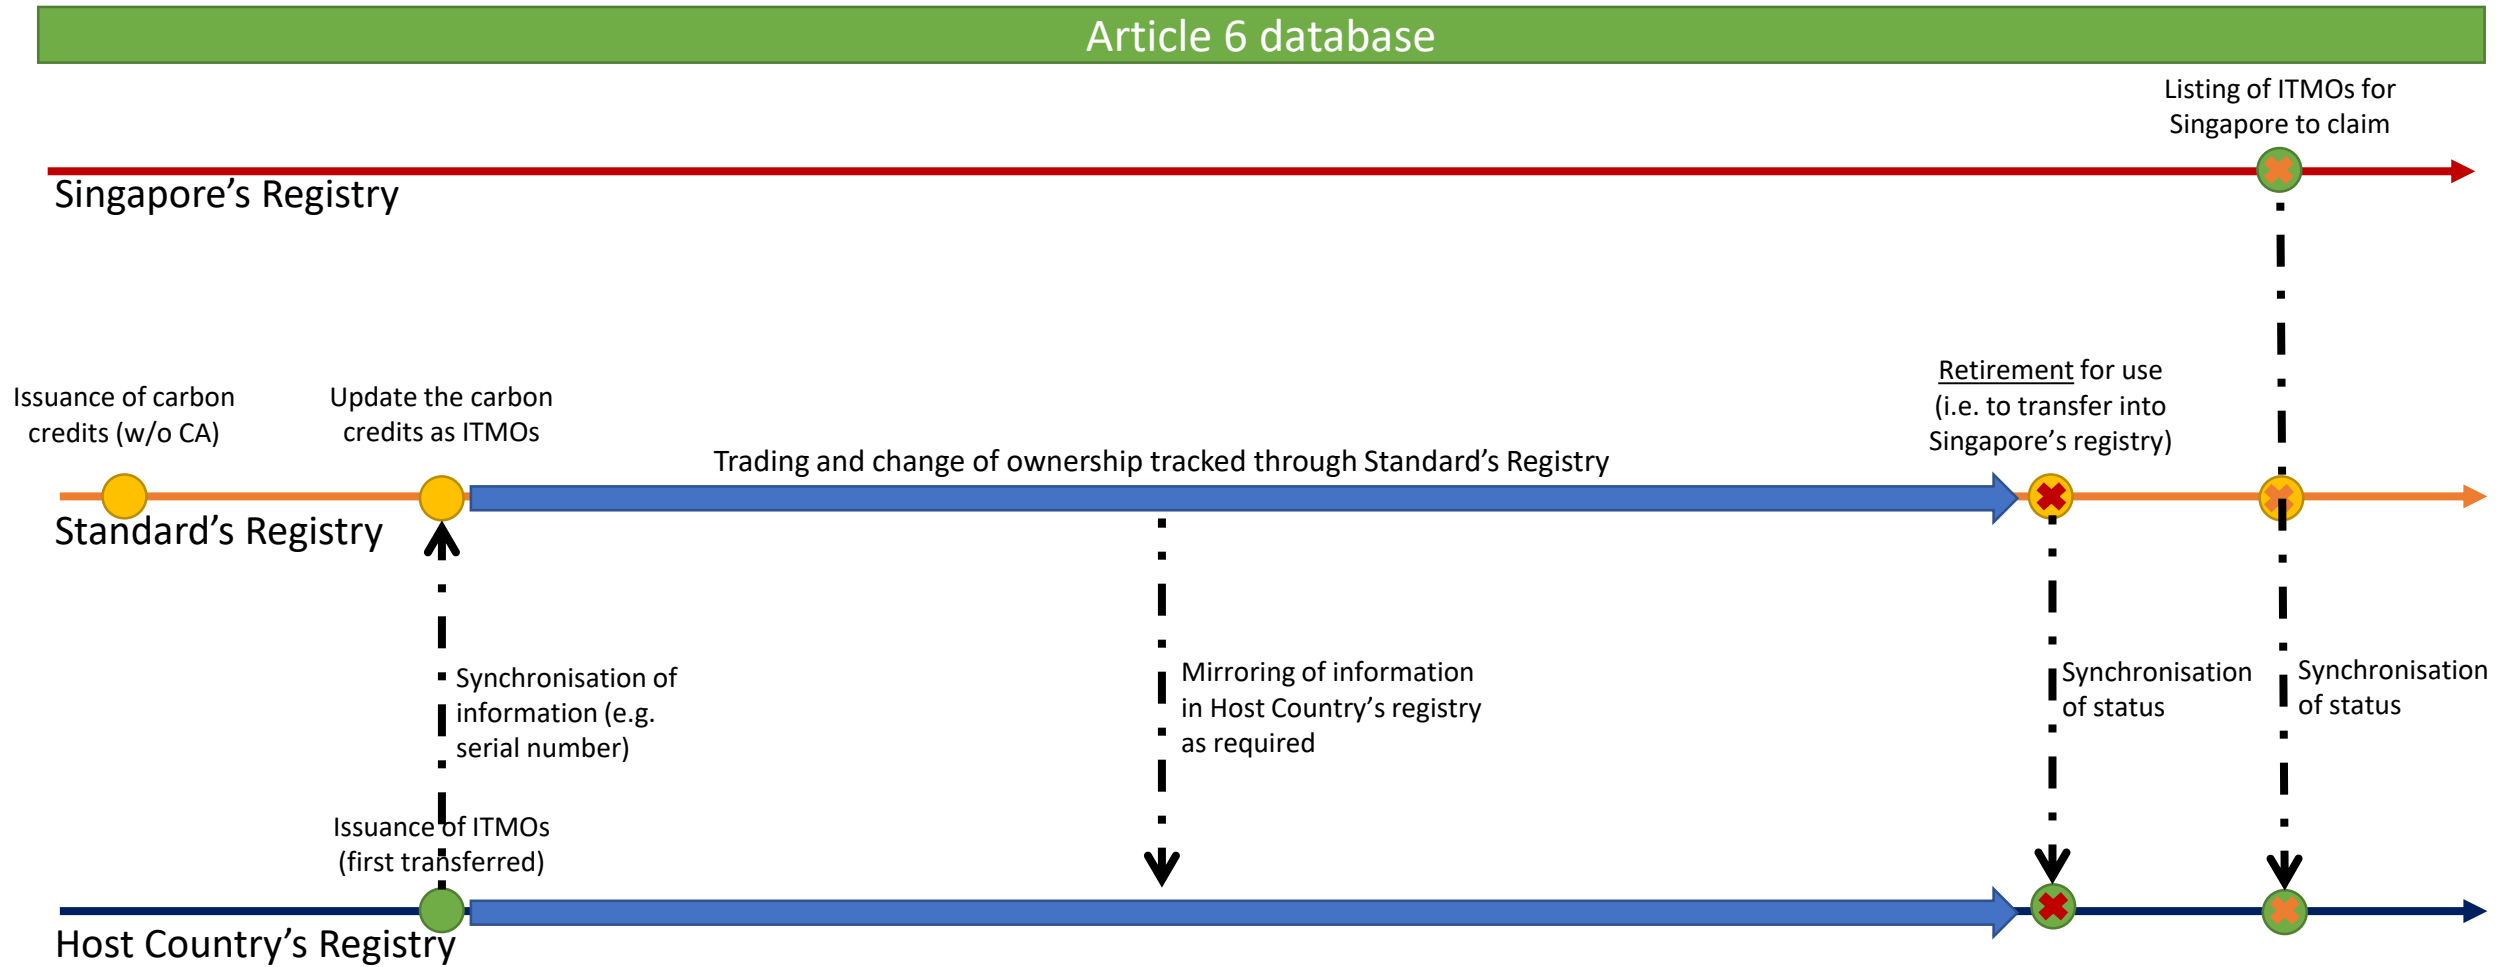 Article 6 database
Listing of ITMOs for
Singapore to claim
Singapore’s Registry
Issuance of carbon
credits (w/o CA)
Update the carbon
credits as ITMOs
Trading and change of ownership tracked through Standard’s Registry
Retirement for use
(i.e. to transfer into
Singapore’s registry)
Standard’s Registry
Synchronisation of
information (e.g.
serial number)
Mirroring of information
in Host Country’s registry
as required
Synchronisation
of status
Synchronisation
of status
Issuance of ITMOs
(first transferred)
Host Country’s Registry